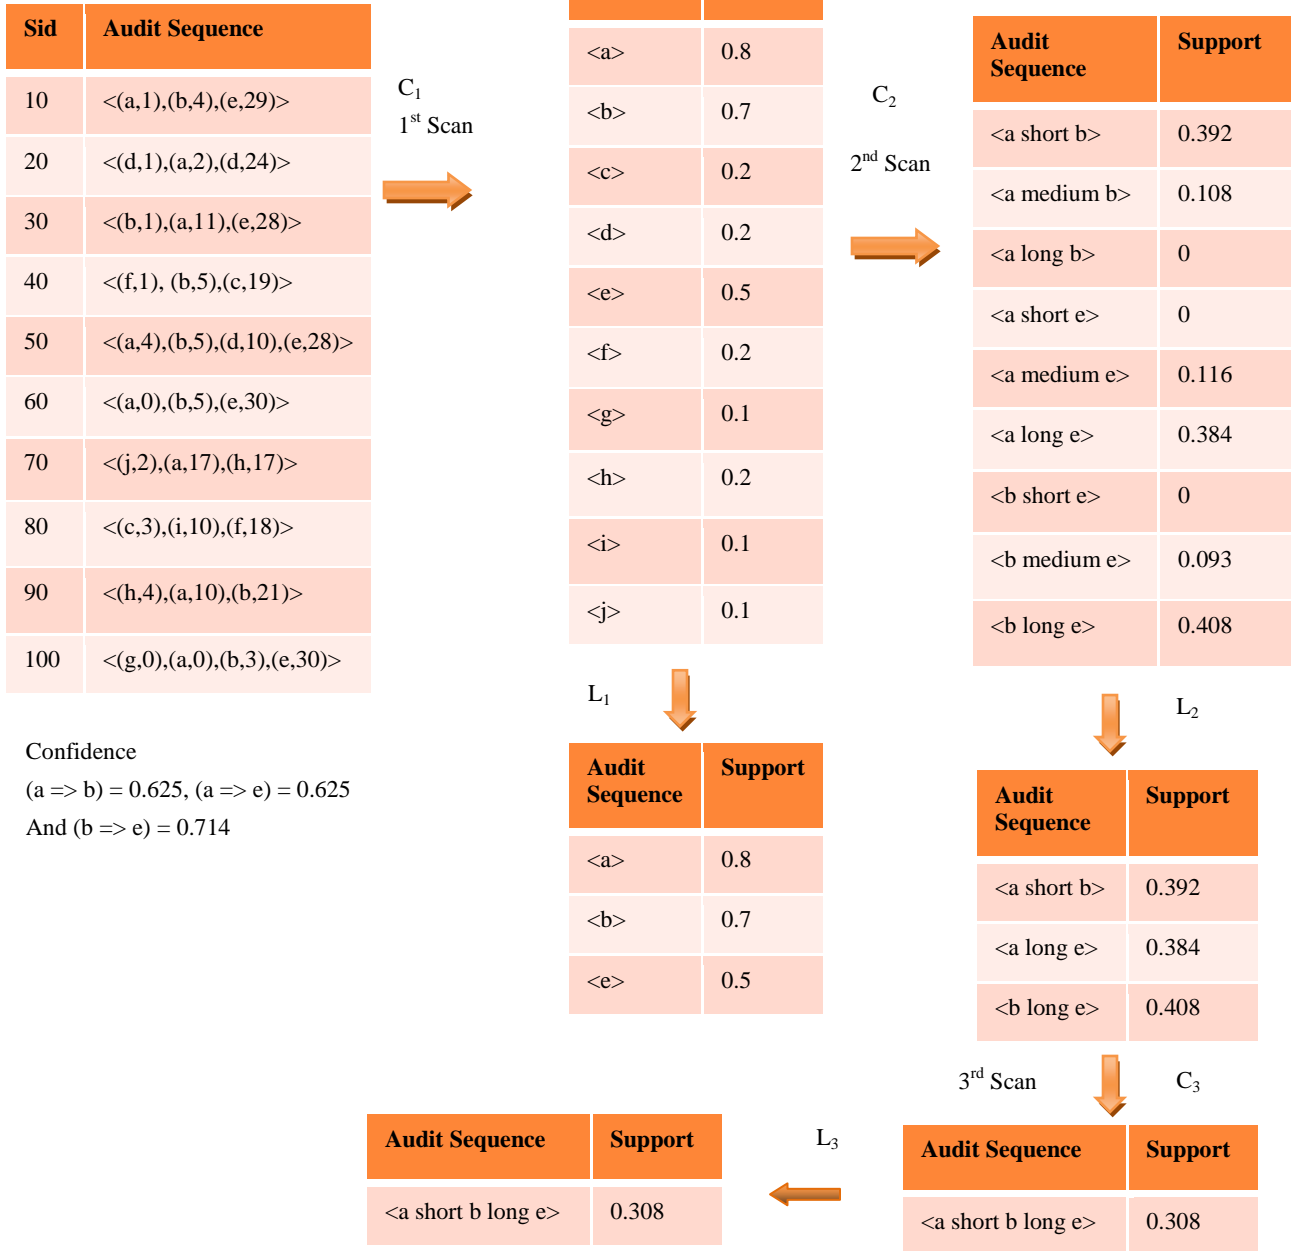 Sid Audit Sequence
10 <(a,1),(b,4),(e,29)>
20 <(d,1),(a,2),(d,24)>
30 <(b,1),(a,11),(e,28)>
40 <(f,1), (b,5),(c,19)>
50 <(a,4),(b,5),(d,10),(e,28)>
60 <(a,0),(b,5),(e,30)>
70 <(j,2),(a,17),(h,17)>
80 <(c,3),(i,10),(f,18)>
90 <(h,4),(a,10),(b,21)>
100 <(g,0),(a,0),(b,3),(e,30)>
Confidence
(a => b) = 0.625, (a => e) = 0.625
And (b => e) = 0.714
C1
1st Scan
<a> 0.8
<b> 0.7
<c> 0.2
<d> 0.2
<e> 0.5
<f> 0.2
<g> 0.1
<h> 0.2
<i> 0.1
<j> 0.1
L1
Audit
Sequence Support
<a> 0.8
<b> 0.7
<e> 0.5
C2
2nd Scan
Audit
Sequence Support
<a short b> 0.392
<a medium b> 0.108
<a long b> 0
<a short e> 0
<a medium e> 0.116
<a long e> 0.384
<b short e> 0
<b medium e> 0.093
<b long e> 0.408
L2
Audit
Sequence Support
<a short b> 0.392
<a long e> 0.384
<b long e> 0.408
3rd Scan C3
Audit Sequence Support
<a short b long e> 0.308
L3
Audit Sequence Support
<a short b long e> 0.308